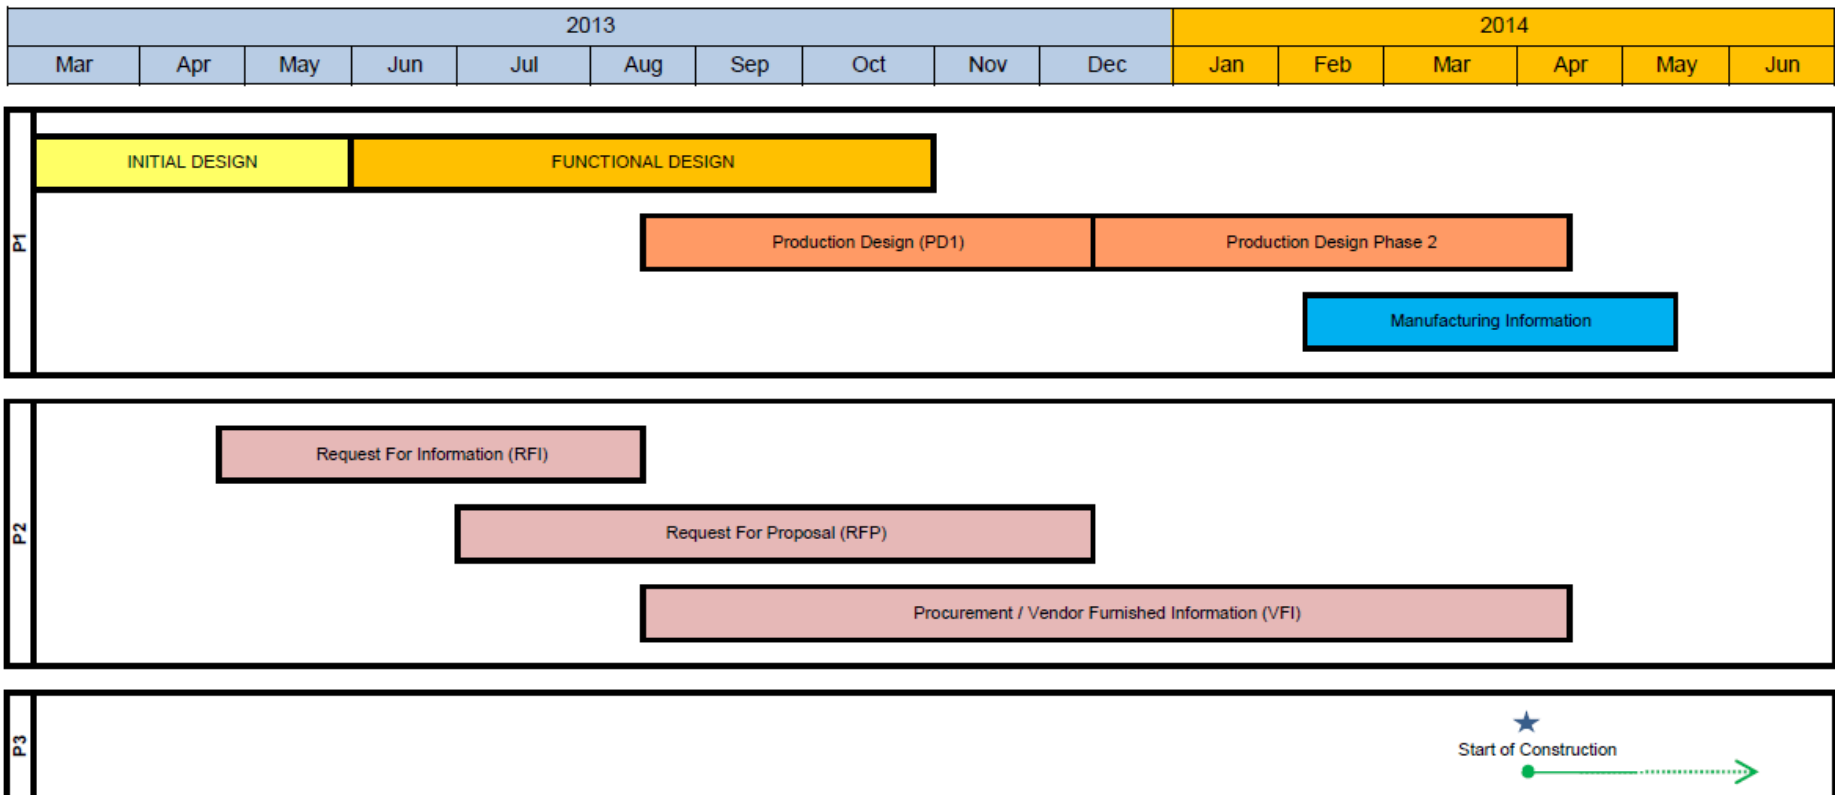 2013 2014
Mar Apr May Jun Jul Aug Sep Oct Nov Dec Jan Feb Mar Apr May Jun
P1
INITIAL DESIGN FUNCTIONAL DESIGN
Production Design (PD1) Production Design Phase 2
Manufacturing Information
P2
Request For Information (RFI)
Request For Proposal (RFP)
Procurement / Vendor Furnished Information (VFI)
P3
Start of Construction